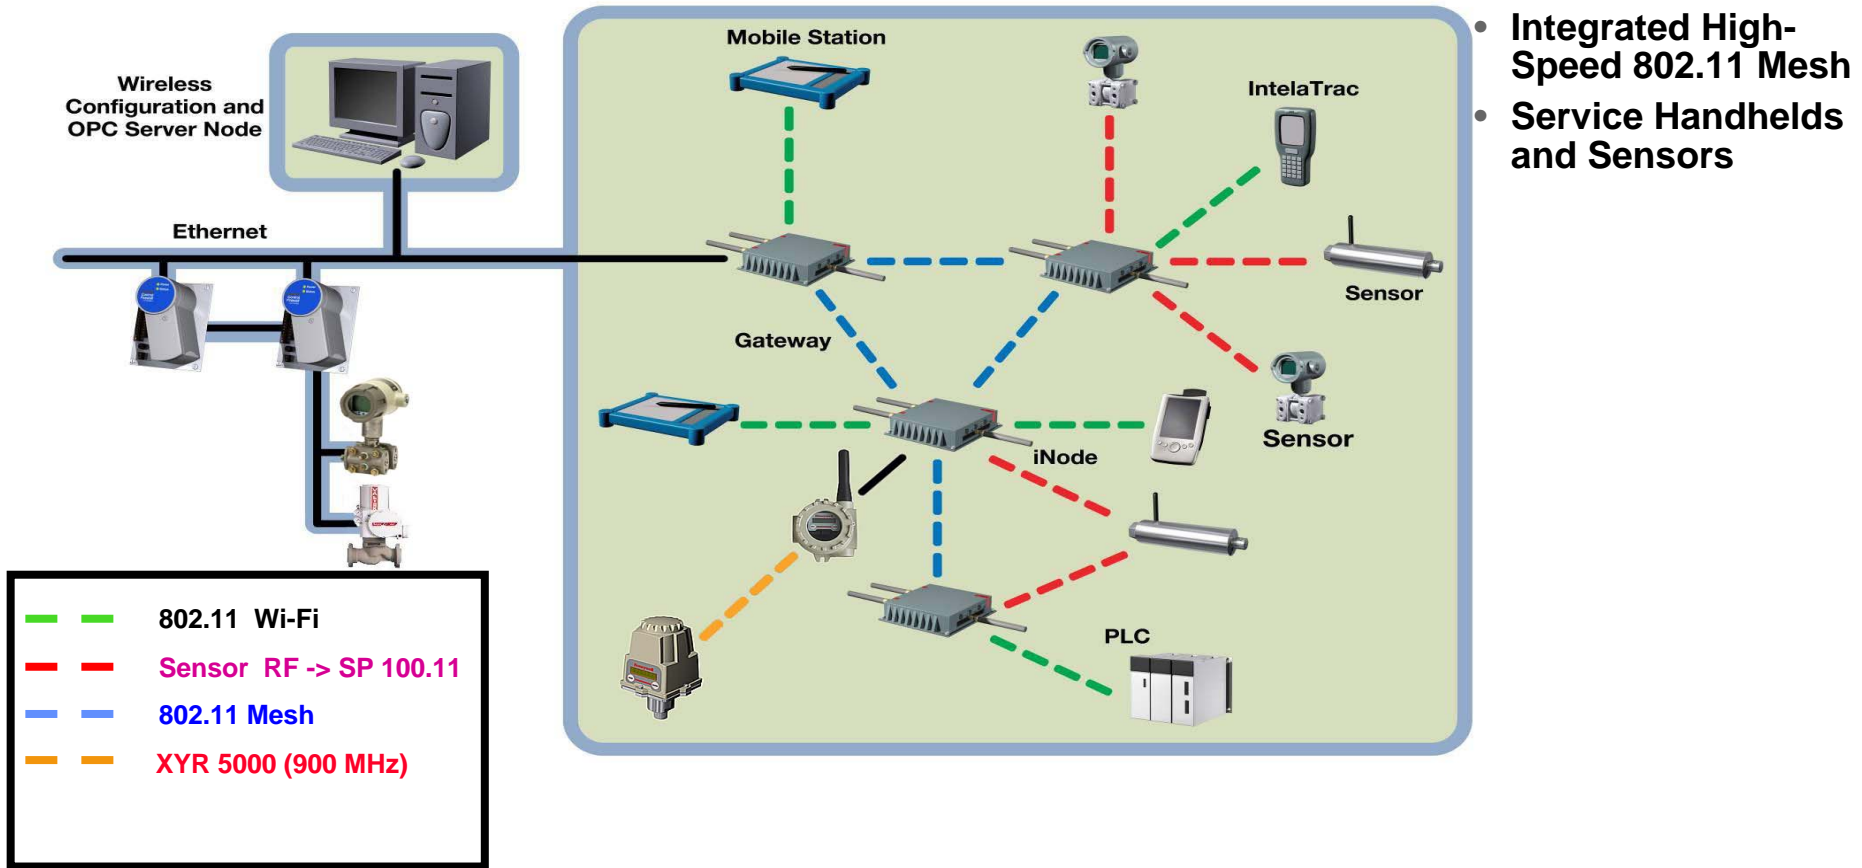 Wireless
Configuration and
OPC Server Node
Ethernet
Mobile Station
IntelaTrac
Sensor
Gateway
Sensor
iNode
PLC
802.11 Wi-Fi
Sensor RF -> SP 100.11
802.11 Mesh
XYR 5000 (900 MHz)
• Integrated High-
Speed 802.11 Mesh
• Service Handhelds
and Sensors